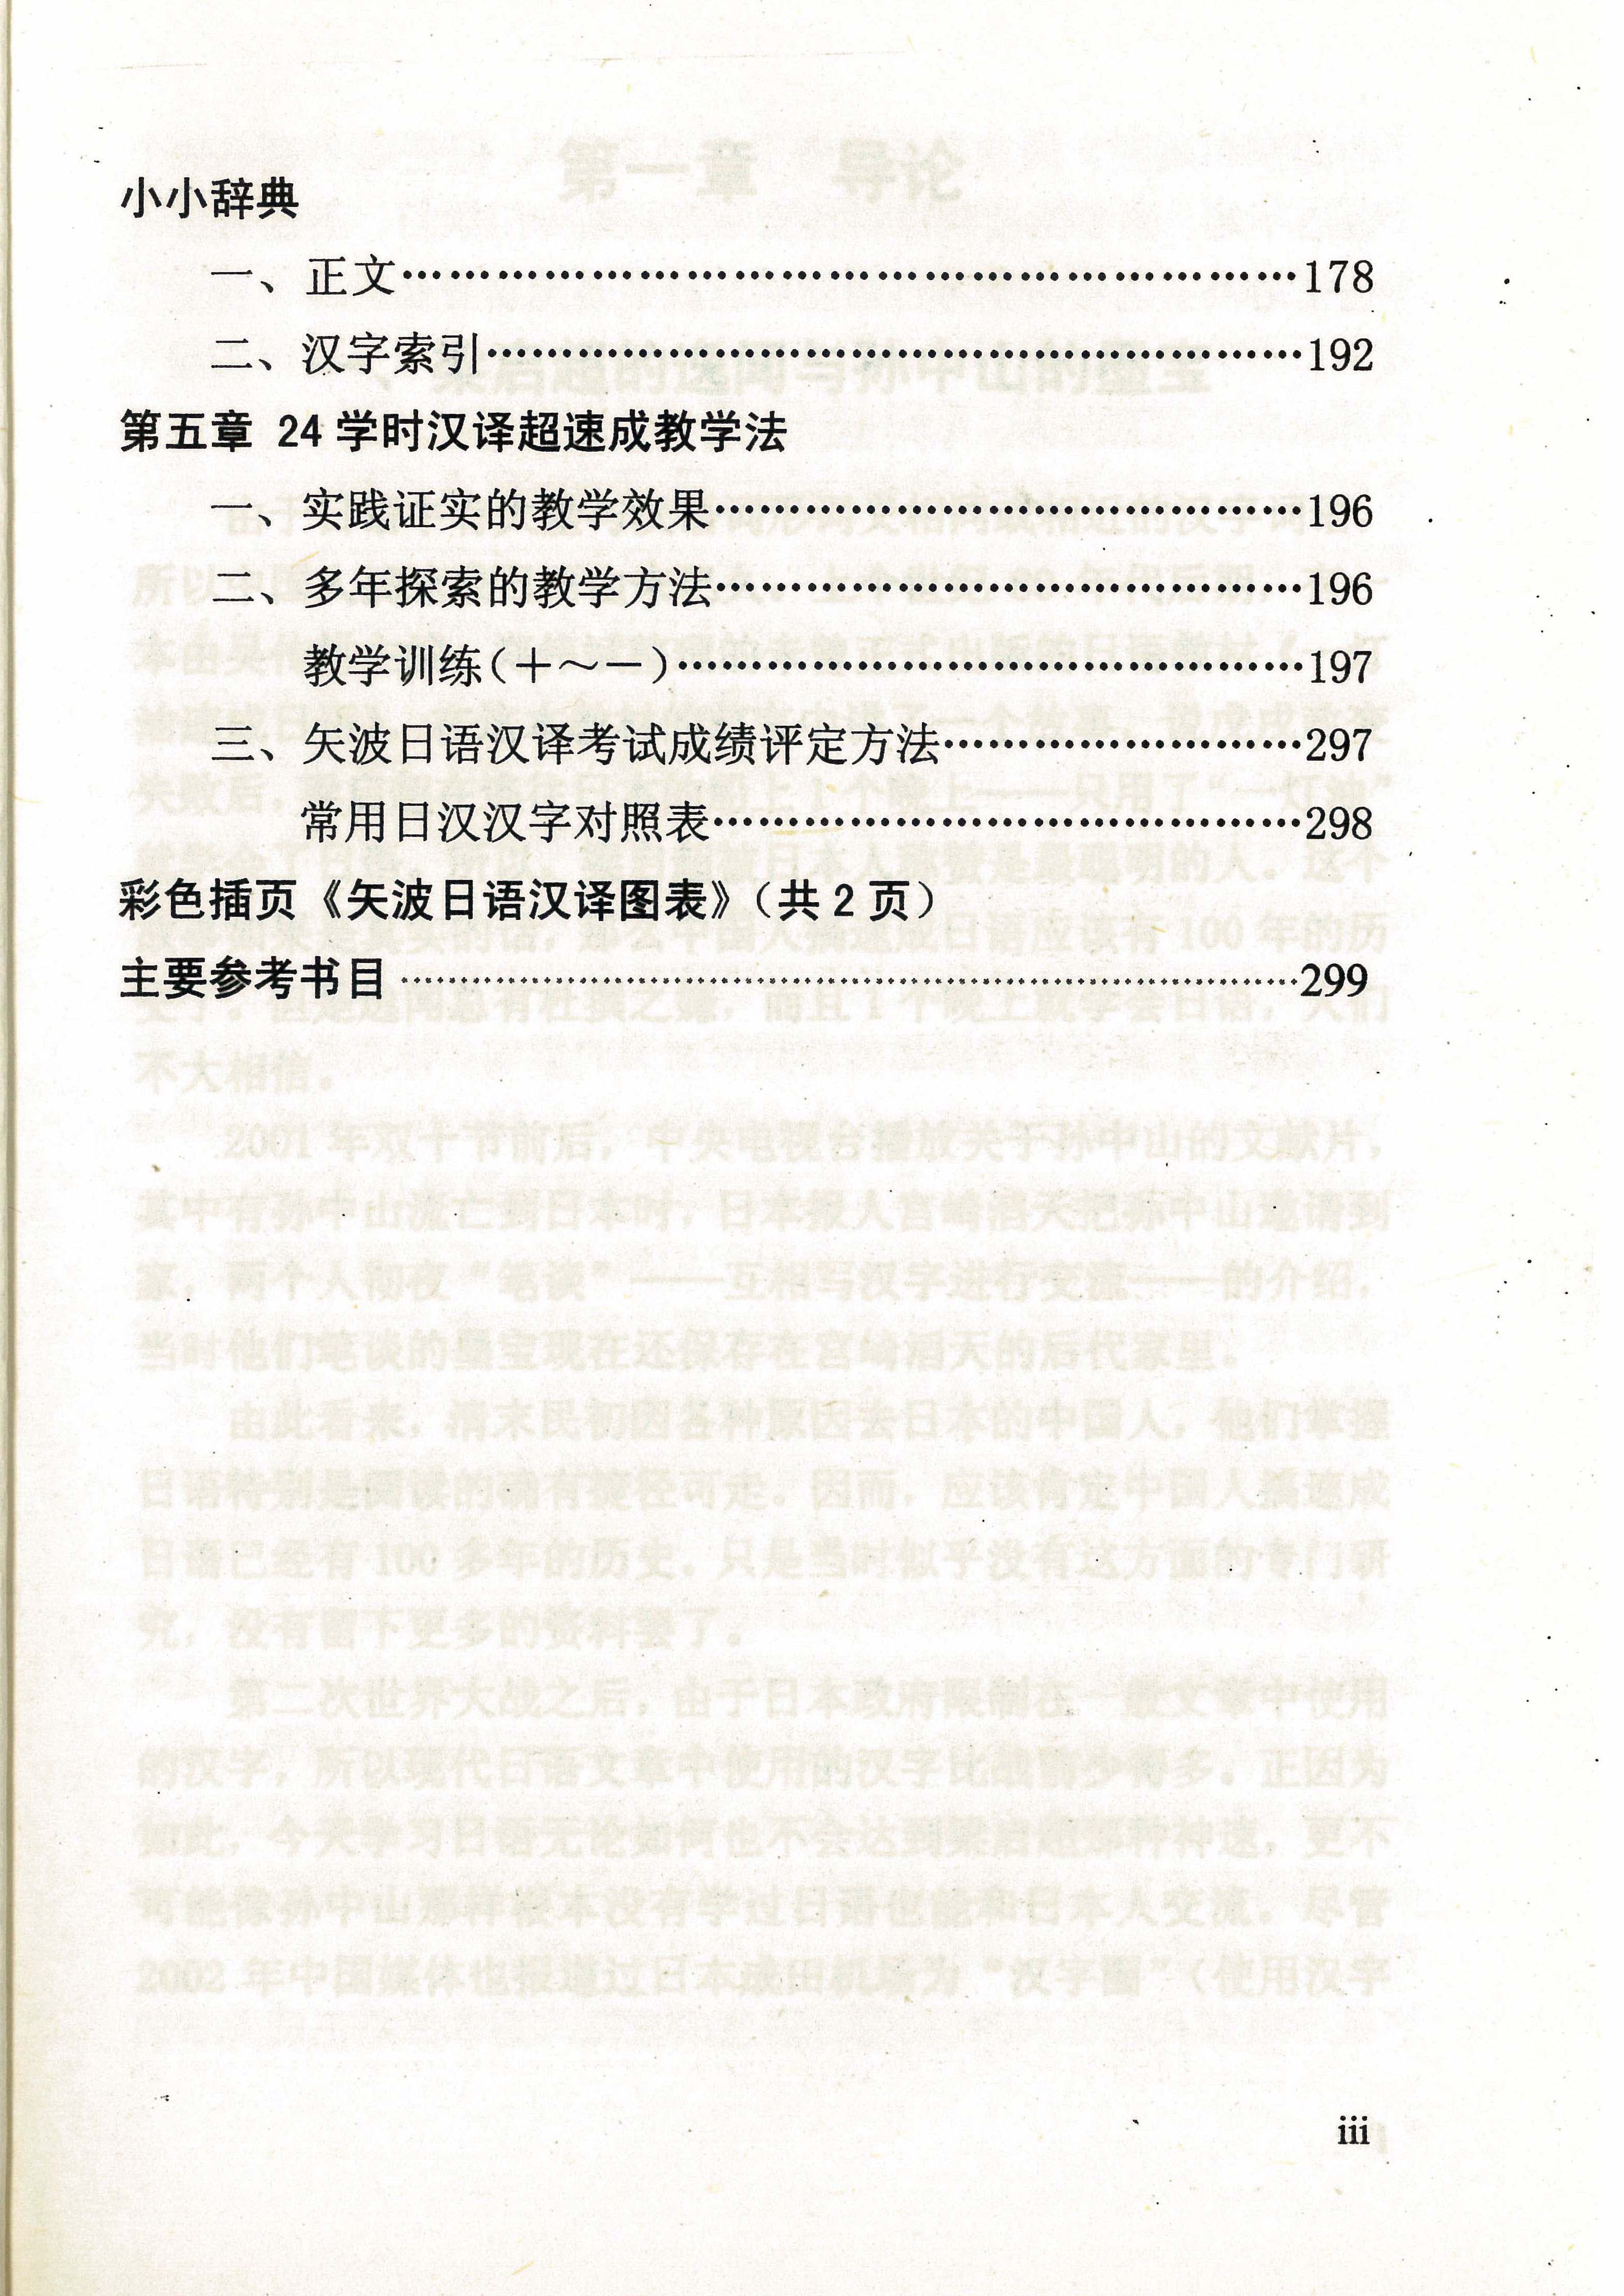 小小辞典
一、正文……………………………………………………178
二、汉字索引………………………………………………192
第五章 24 学时汉译超速成教学法
一、实践证实的教学效果…………………………………196
二、多年探索的教学方法…………………………………196
教学训练(十～一)……………………………………197
三、矢波日语汉译考试成绩评定方法……………………297
常用日汉汉字对照表…………………………………298
彩色插页《矢波日语汉译图表》(共 2 页)
主要参考书目……………………………………………………299
iii